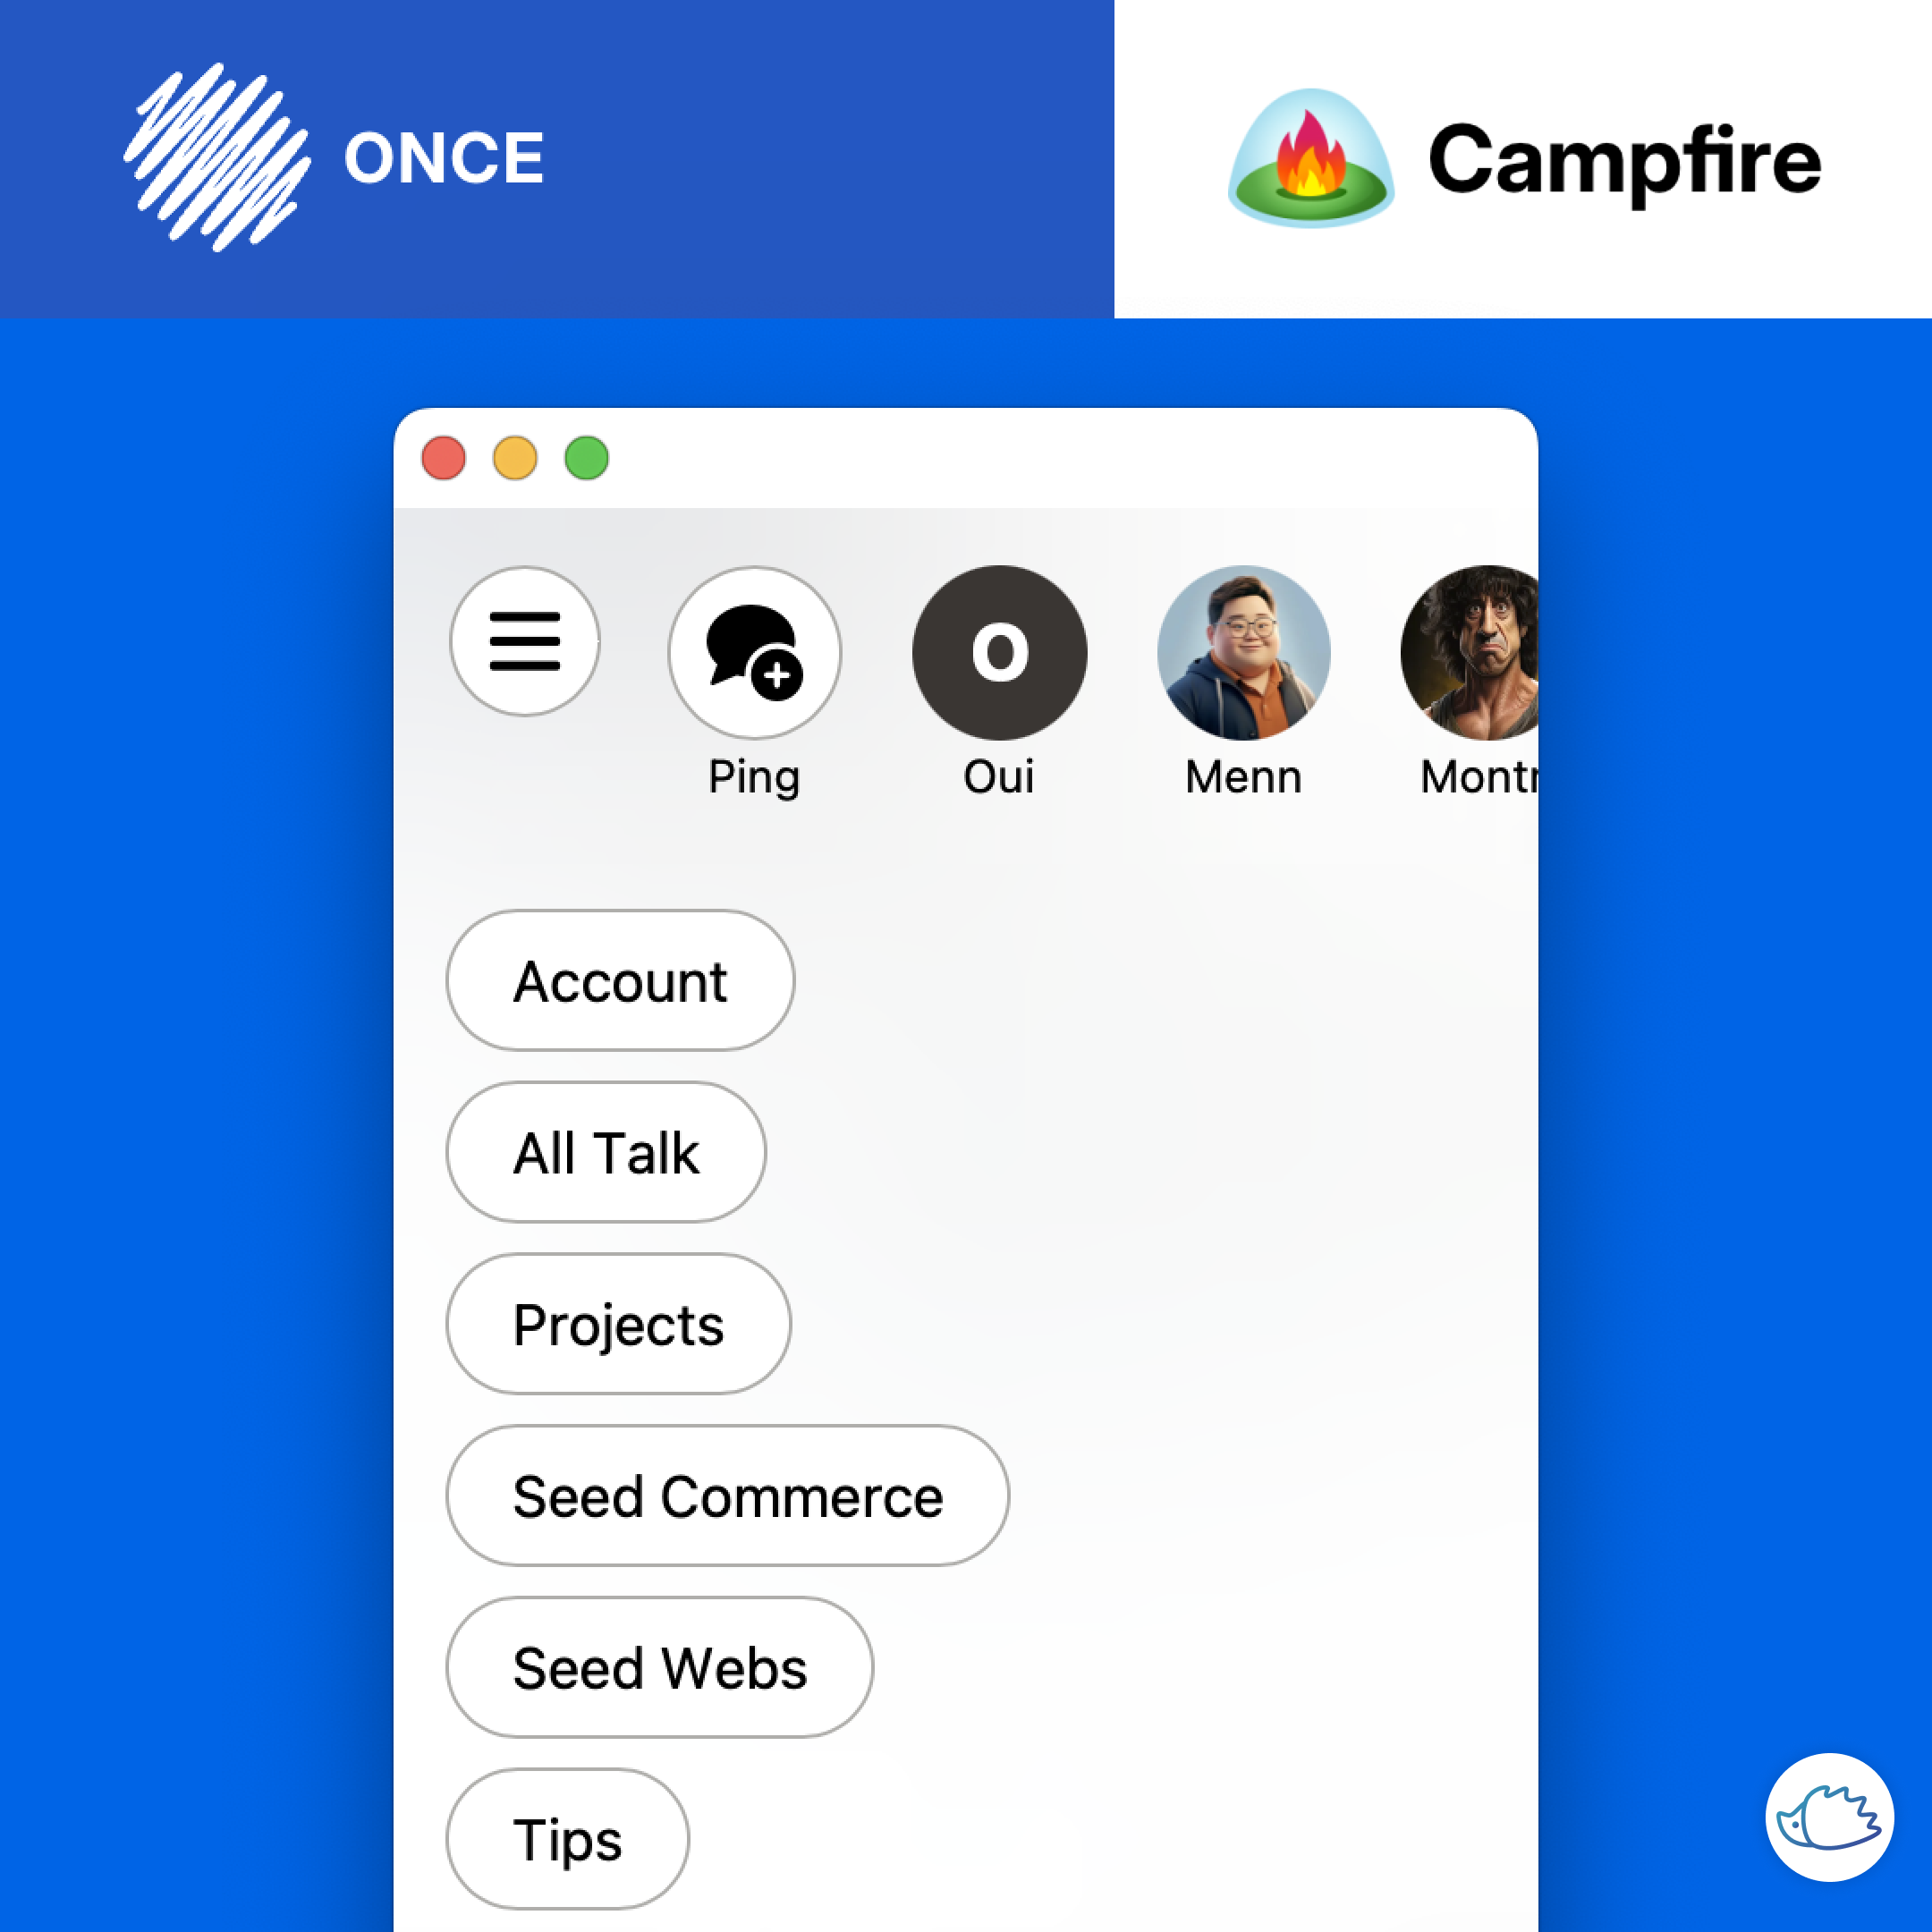 ONCE
Campfire
O
Ping
Oui
Menn
Montr
Account
All Talk
Projects
Seed Commerce
Seed Webs
Tips